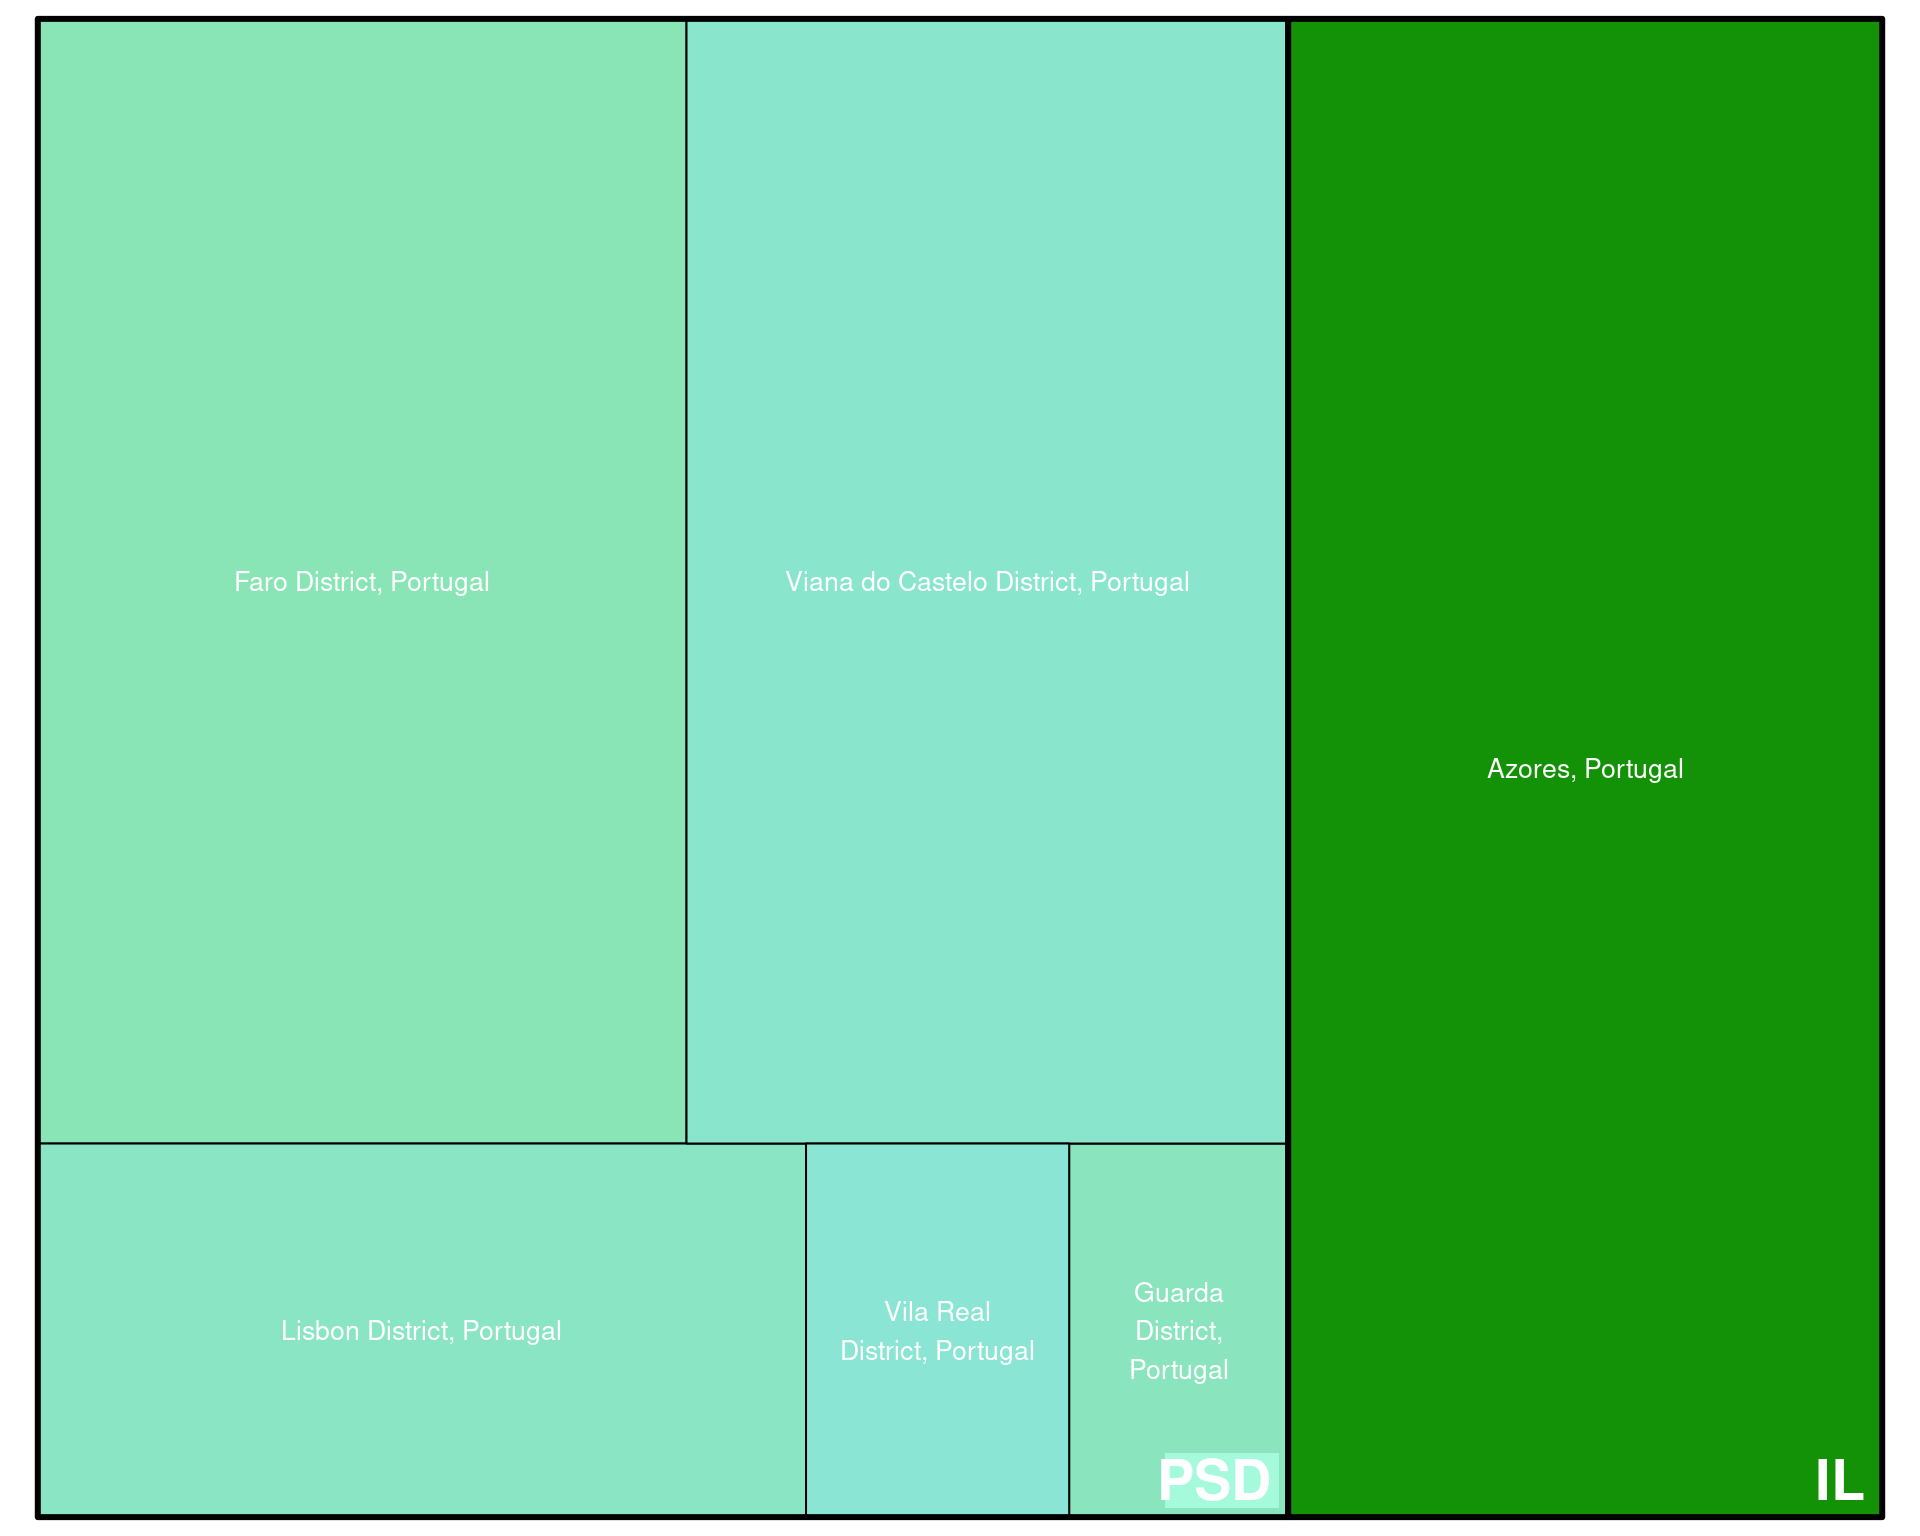 Faro District, Portugal
Viana do Castelo District, Portugal
Azores, Portugal
Lisbon District, Portugal
Vila Real
District, Portugal
Guarda
District,
Portugal
PSD
IL